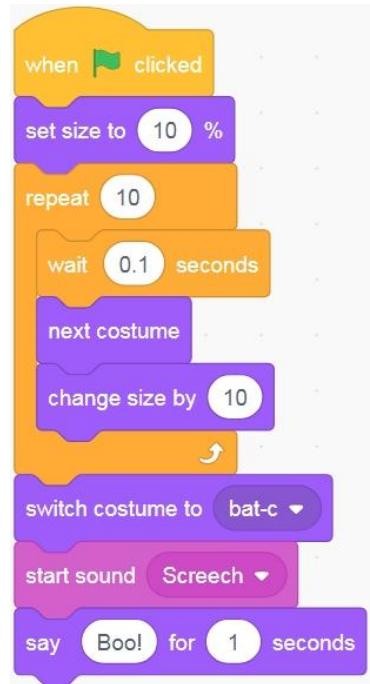 when clicked
set size to 10 %
repeat 10
wait 0.1 seconds
next costume
change size by 10
switch costume to bat-c
start sound Screech
say Boo! for 1 seconds